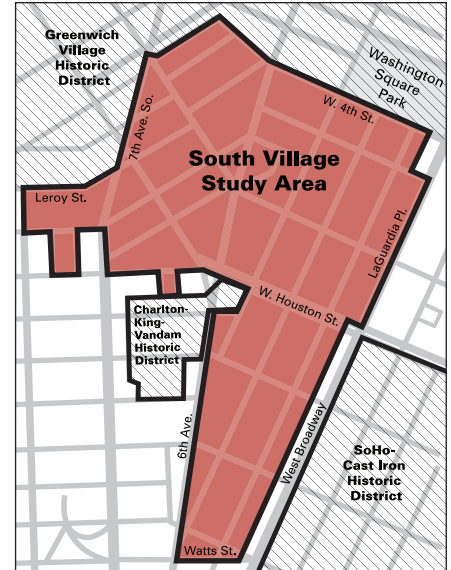 Greenwich
Village
Historic
District
Washington
Square
Park
7th Ave. So.
W. 4th St.
South Village
Study Area
Leroy St.
LaGuardia Pl.
W. Houston St.
Charlton-
King-
Vandam
Historic
District
6th Ave.
West Broadway
SoHo-
Cast Iron
Historic
District
Watts St.